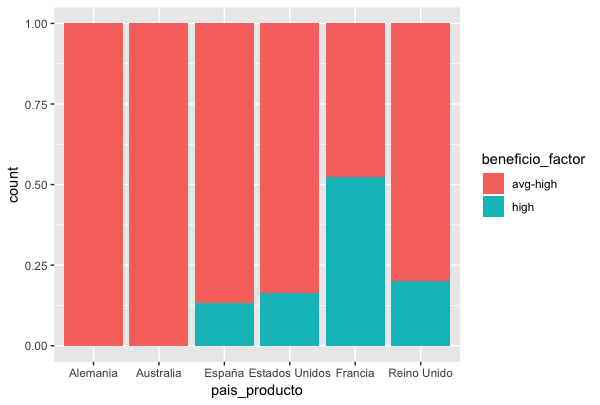 1.00
0.75
0.50
0.25
0.00
count
Alemania Australia España Estados Unidos Francia Reino Unido
pais_producto
beneficio_factor
avg-high
high